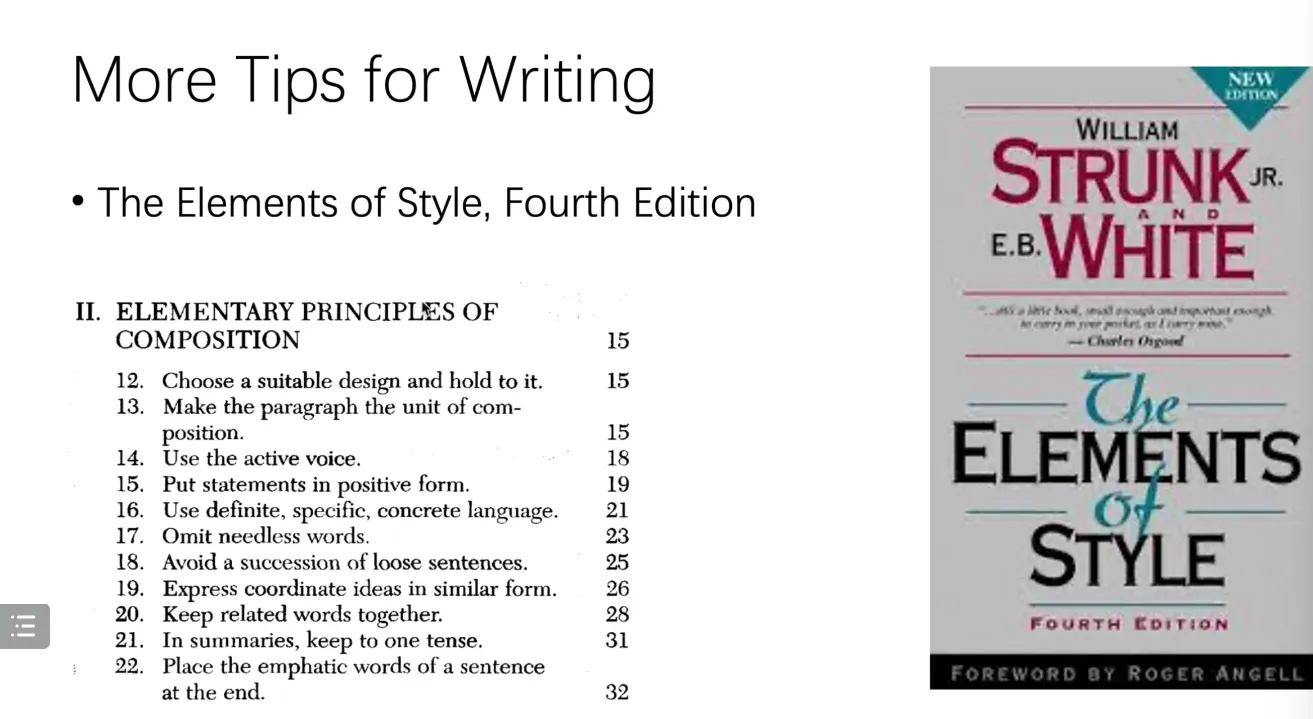 More Tips for Writing
• The Elements of Style, Fourth Edition
II. ELEMENTARY PRINCIPLES OF
COMPOSITION 15
12. Choose a suitable design and hold to it. 15
13. Make the paragraph the unit of com-
position. 15
14. Use the active voice. 18
15. Put statements in positive form. 19
16. Use definite, specific, concrete language. 21
17. Omit needless words. 23
18. Avoid a succession of loose sentences. 25
19. Express coordinate ideas in similar form. 26
20. Keep related words together. 28
21. In summaries, keep to one tense. 31
22. Place the emphatic words of a sentence
at the end. 32
NEW
EDITION
WILLIAM
STRUNK JR.
AND
E.B. WHITE
"...still a little book, small enough and important enough
to carry in your pocket, as I carry mine."
— Charles Osgood
The
ELEMENTS
of
STYLE
FOURTH EDITION
FOREWORD BY ROGER ANGELL